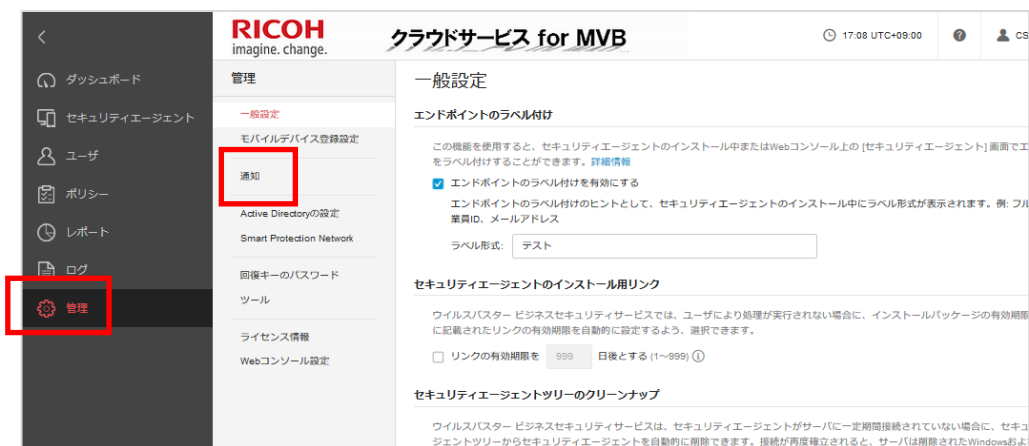 RICOH
imagine. change.
クラウドサービス for MVB
17:08 UTC+09:00
CS
ダッシュボード
セキュリティエージェント
ユーザ
ポリシー
レポート
ログ
管理
管理
一般設定
モバイルデバイス登録設定
通知
Active Directoryの設定
Smart Protection Network
回復キーのパスワード
ツール
ライセンス情報
Webコンソール設定
一般設定
エンドポイントのラベル付け
この機能を使用すると、セキュリティエージェントのインストール中またはWebコンソール上の [セキュリティエージェント] 画面でエ
をラベル付けすることができます。詳細情報
エンドポイントのラベル付けを有効にする
エンドポイントのラベル付けのヒントとして、セキュリティエージェントのインストール中にラベル形式が表示されます。例: フル
業員ID、メールアドレス
ラベル形式: テスト
セキュリティエージェントのインストール用リンク
ウイルスバスター ビジネスセキュリティサービスでは、ユーザにより処理が実行されない場合に、インストールパッケージの有効期限
に記載されたリンクの有効期限を自動的に設定するよう、選択できます。
リンクの有効期限を 999 日後とする (1～999)
セキュリティエージェントツリーのクリーンナップ
ウイルスバスター ビジネスセキュリティサービスは、セキュリティエージェントがサーバに一定期間接続されていない場合に、セキュ
ジェントツリーからセキュリティエージェントを自動的に削除できます。接続が再度確立されると、サーバは削除されたWindowsおよ